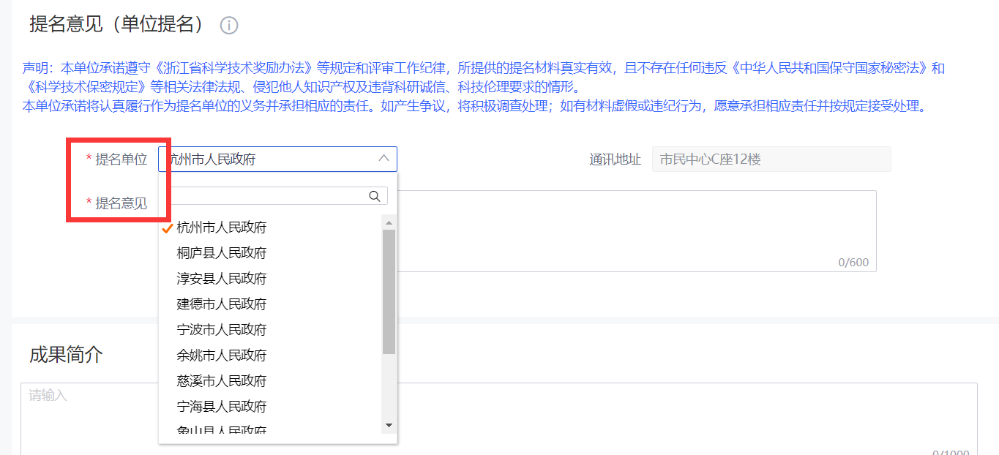 提名意见（单位提名）
声明：本单位承诺遵守《浙江省科学技术奖励办法》等规定和评审工作纪律，所提供的提名材料真实有效，且不存在任何违反《中华人民共和国保守国家秘密法》和
《科学技术保密规定》等相关法律法规、侵犯他人知识产权及违背科研诚信、科技伦理要求的情形。
本单位承诺将认真履行作为提名单位的义务并承担相应的责任。如产生争议，将积极调查处理；如有材料虚假或违纪行为，愿意承担相应责任并按规定接受处理。
* 提名单位 杭州市人民政府 通讯地址 市民中心C座12楼
* 提名意见
0/600
杭州市人民政府
桐庐县人民政府
淳安县人民政府
建德市人民政府
宁波市人民政府
余姚市人民政府
慈溪市人民政府
宁海县人民政府
象山县人民政府
成果简介
请输入
0/1000